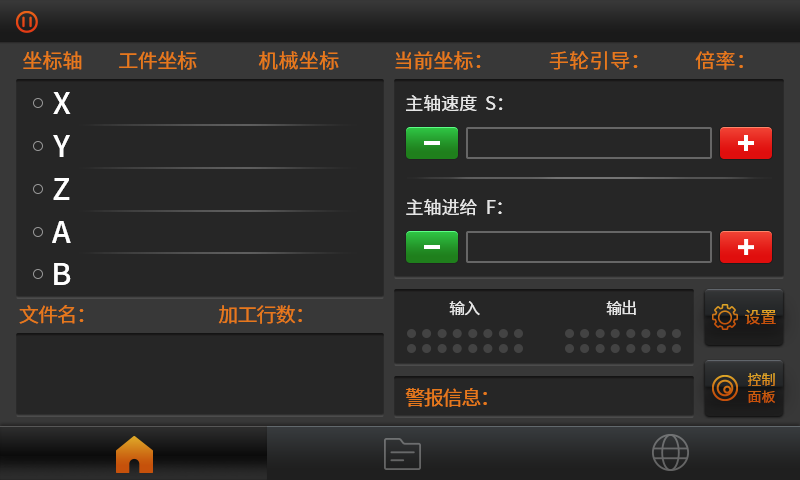 坐标轴 工件坐标 机械坐标 当前坐标: 手轮引导: 倍率:
X
Y
Z
A
B
主轴速度 S:
− +
主轴进给 F:
− +
文件名: 加工行数:
输入 输出
设置
警报信息:
控制
面板